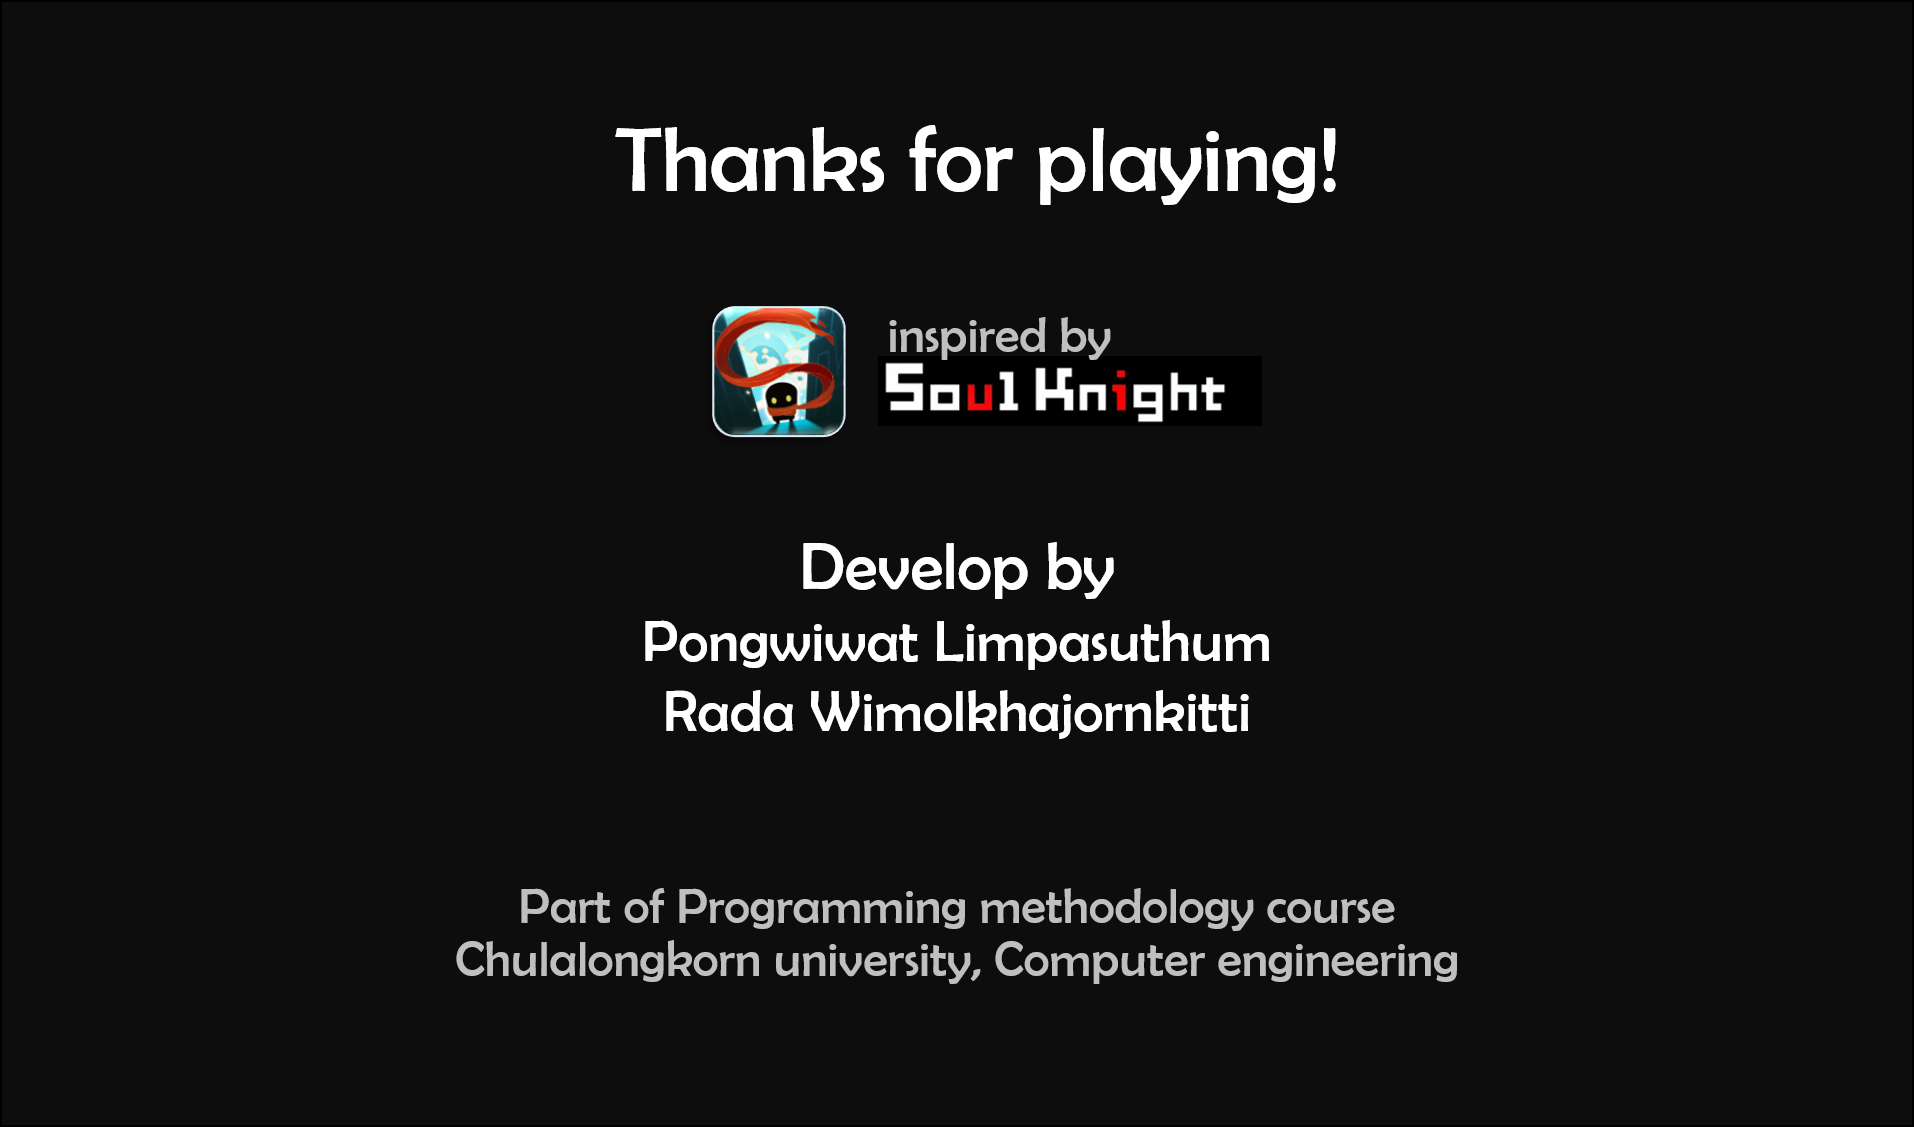 Thanks for playing!
inspired by
Soul Knight
Develop by
Pongwiwat Limpasuthum
Rada Wimolkhajornkitti
Part of Programming methodology course
Chulalongkorn university, Computer engineering